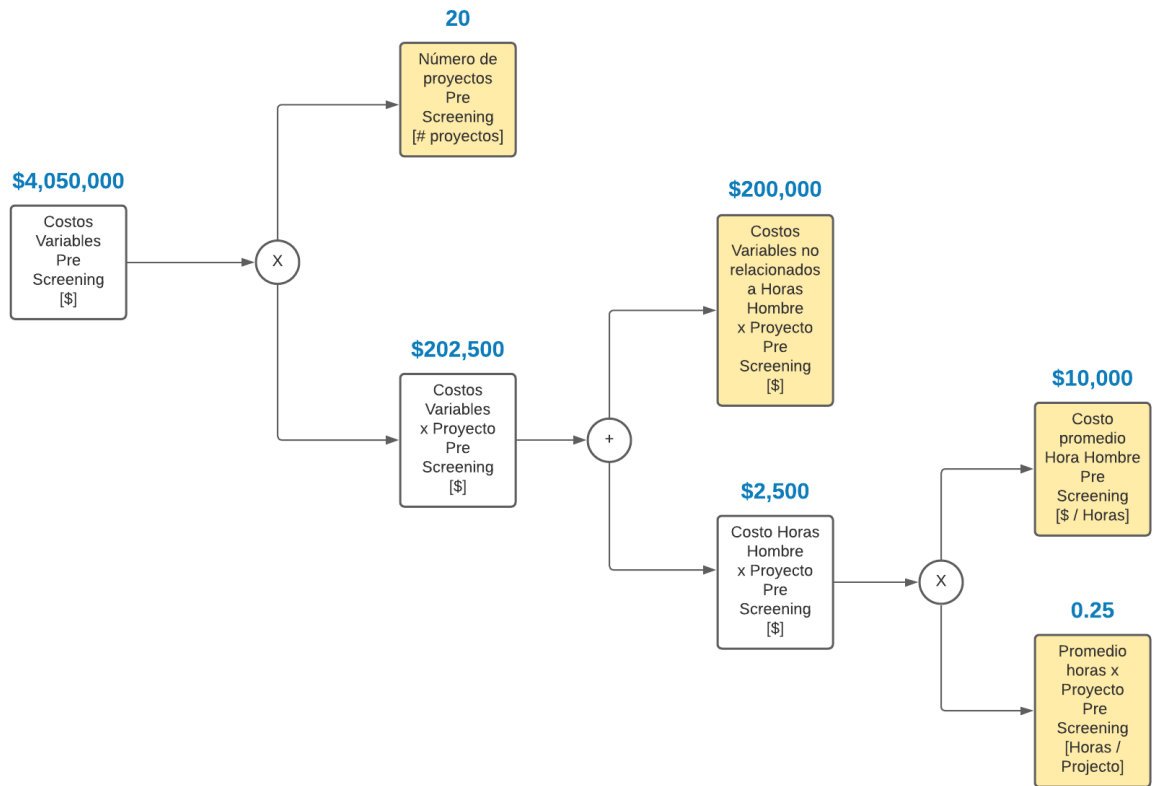 20
Número de
proyectos
Pre
Screening
[# proyectos]
$4,050,000
Costos
Variables
Pre
Screening
[$]
X
$200,000
Costos
Variables no
relacionados
a Horas
Hombre
x Proyecto
Pre
Screening
[$]
$202,500
Costos
Variables
x Proyecto
Pre
Screening
[$]
+
$10,000
Costo
promedio
Hora Hombre
Pre
Screening
[$ / Horas]
$2,500
Costo Horas
Hombre
x Proyecto
Pre
Screening
[$]
X
0.25
Promedio
horas x
Proyecto
Pre
Screening
[Horas /
Projecto]